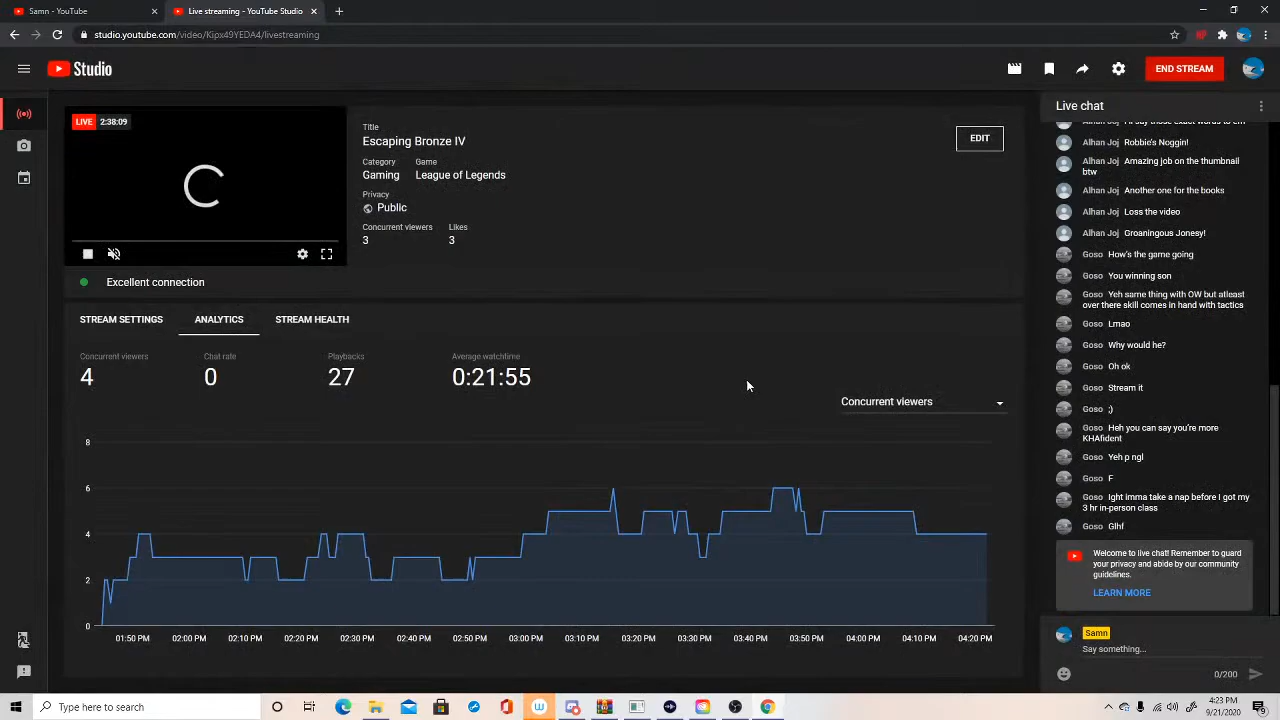 Samn - YouTube
Live streaming - YouTube Studio
studio.youtube.com/video/Kjpx49YEDA4/livestreaming
Studio
END STREAM
LIVE 2:38:09
Title
Escaping Bronze IV
EDIT
Category Game
Gaming League of Legends
Privacy
Public
Concurrent viewers Likes
3 3
Excellent connection
STREAM SETTINGS ANALYTICS STREAM HEALTH
Concurrent viewers Chat rate Playbacks Average watchtime
4 0 27 0:21:55
Concurrent viewers
8
6
4
2
0
01:50 PM 02:00 PM 02:10 PM 02:20 PM 02:30 PM 02:40 PM 02:50 PM 03:00 PM 03:10 PM 03:20 PM 03:30 PM 03:40 PM 03:50 PM 04:00 PM 04:10 PM 04:20 PM
Live chat
Alhan Joj I'll say those exact words to em
Alhan Joj Robbie's Noggin!
Alhan Joj Amazing job on the thumbnail
btw
Alhan Joj Another one for the books
Alhan Joj Loss the video
Alhan Joj Groaningous Jonesy!
Goso How's the game going
Goso You winning son
Goso Yeh same thing with OW but atleast
over there skill comes in hand with tactics
Goso Lmao
Goso Why would he?
Goso Oh ok
Goso Stream it
Goso ;)
Goso Heh you can say you're more
KHAfident
Goso Yeh p ngl
Goso F
Goso Ight imma take a nap before I got my
3 hr in-person class
Goso Glhf
Welcome to live chat! Remember to guard
your privacy and abide by our community
guidelines.
LEARN MORE
Samn
Say something...
0/200
Type here to search
4:23 PM
9/21/2020